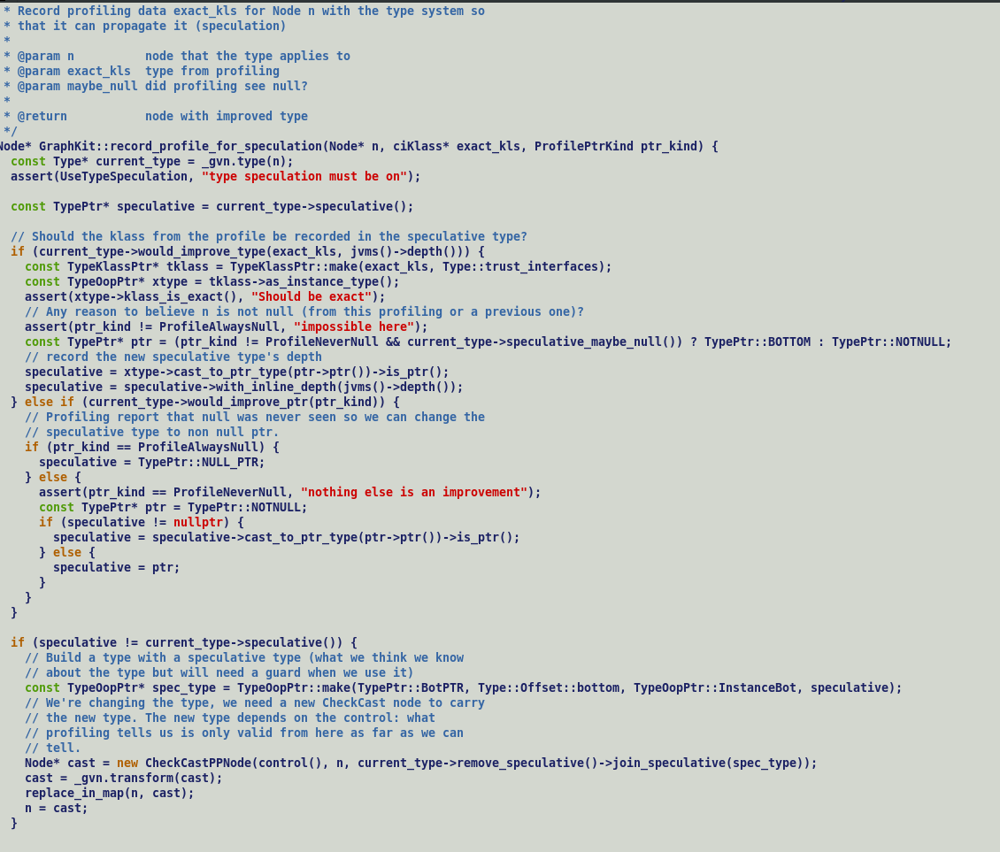 * Record profiling data exact_kls for Node n with the type system so
* that it can propagate it (speculation)
*
* @param n          node that the type applies to
* @param exact_kls  type from profiling
* @param maybe_null did profiling see null?
*
* @return           node with improved type
*/
Node* GraphKit::record_profile_for_speculation(Node* n, ciKlass* exact_kls, ProfilePtrKind ptr_kind) {
  const Type* current_type = _gvn.type(n);
  assert(UseTypeSpeculation, "type speculation must be on");

  const TypePtr* speculative = current_type->speculative();

  // Should the klass from the profile be recorded in the speculative type?
  if (current_type->would_improve_type(exact_kls, jvms()->depth())) {
    const TypeKlassPtr* tklass = TypeKlassPtr::make(exact_kls, Type::trust_interfaces);
    const TypeOopPtr* xtype = tklass->as_instance_type();
    assert(xtype->klass_is_exact(), "Should be exact");
    // Any reason to believe n is not null (from this profiling or a previous one)?
    assert(ptr_kind != ProfileAlwaysNull, "impossible here");
    const TypePtr* ptr = (ptr_kind != ProfileNeverNull && current_type->speculative_maybe_null()) ? TypePtr::BOTTOM : TypePtr::NOTNULL;
    // record the new speculative type's depth
    speculative = xtype->cast_to_ptr_type(ptr->ptr())->is_ptr();
    speculative = speculative->with_inline_depth(jvms()->depth());
  } else if (current_type->would_improve_ptr(ptr_kind)) {
    // Profiling report that null was never seen so we can change the
    // speculative type to non null ptr.
    if (ptr_kind == ProfileAlwaysNull) {
      speculative = TypePtr::NULL_PTR;
    } else {
      assert(ptr_kind == ProfileNeverNull, "nothing else is an improvement");
      const TypePtr* ptr = TypePtr::NOTNULL;
      if (speculative != nullptr) {
        speculative = speculative->cast_to_ptr_type(ptr->ptr())->is_ptr();
      } else {
        speculative = ptr;
      }
    }
  }

  if (speculative != current_type->speculative()) {
    // Build a type with a speculative type (what we think we know
    // about the type but will need a guard when we use it)
    const TypeOopPtr* spec_type = TypeOopPtr::make(TypePtr::BotPTR, Type::Offset::bottom, TypeOopPtr::InstanceBot, speculative);
    // We're changing the type, we need a new CheckCast node to carry
    // the new type. The new type depends on the control: what
    // profiling tells us is only valid from here as far as we can
    // tell.
    Node* cast = new CheckCastPPNode(control(), n, current_type->remove_speculative()->join_speculative(spec_type));
    cast = _gvn.transform(cast);
    replace_in_map(n, cast);
    n = cast;
  }